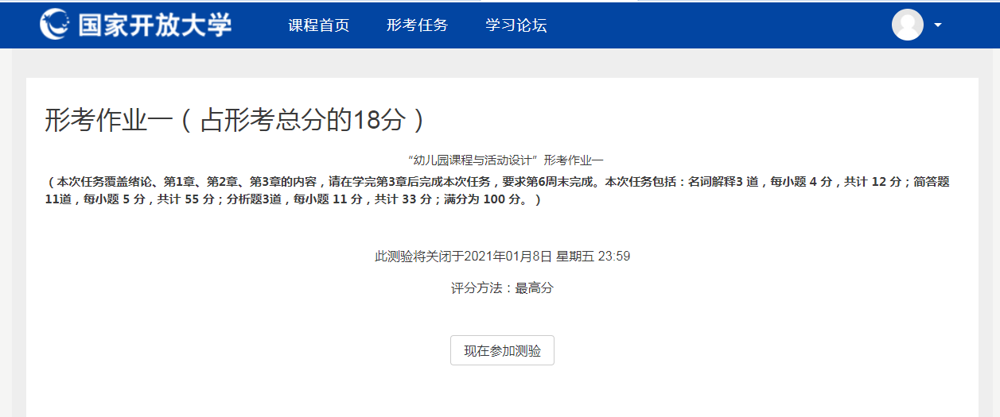 国家开放大学 课程首页 形考任务 学习论坛
形考作业一（占形考总分的18分）
“幼儿园课程与活动设计”形考作业一
（本次任务覆盖绪论、第1章、第2章、第3章的内容，请在学完第3章后完成本次任务，要求第6周末完成。本次任务包括：名词解释3 道，每小题 4 分，共计 12 分；简答题
11道，每小题 5 分，共计 55 分；分析题3道，每小题 11 分，共计 33 分；满分为 100 分。）
此测验将关闭于2021年01月8日 星期五 23:59
评分方法：最高分
现在参加测验